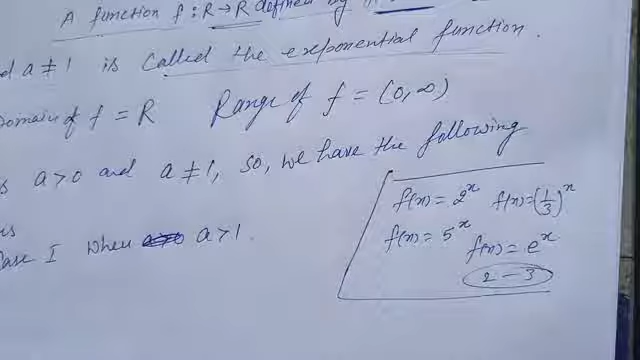 A function f : R → R defined by
a ≠ 1 is called the exponential function.
Domain of f = R Range of f = (0, ∞)
a > 0 and a ≠ 1, so, we have the following
Case I when a > 1.
f(x) = 2^x f(x) = (1/3)^x
f(x) = 5^x
f(x) = e^x
2 – 3